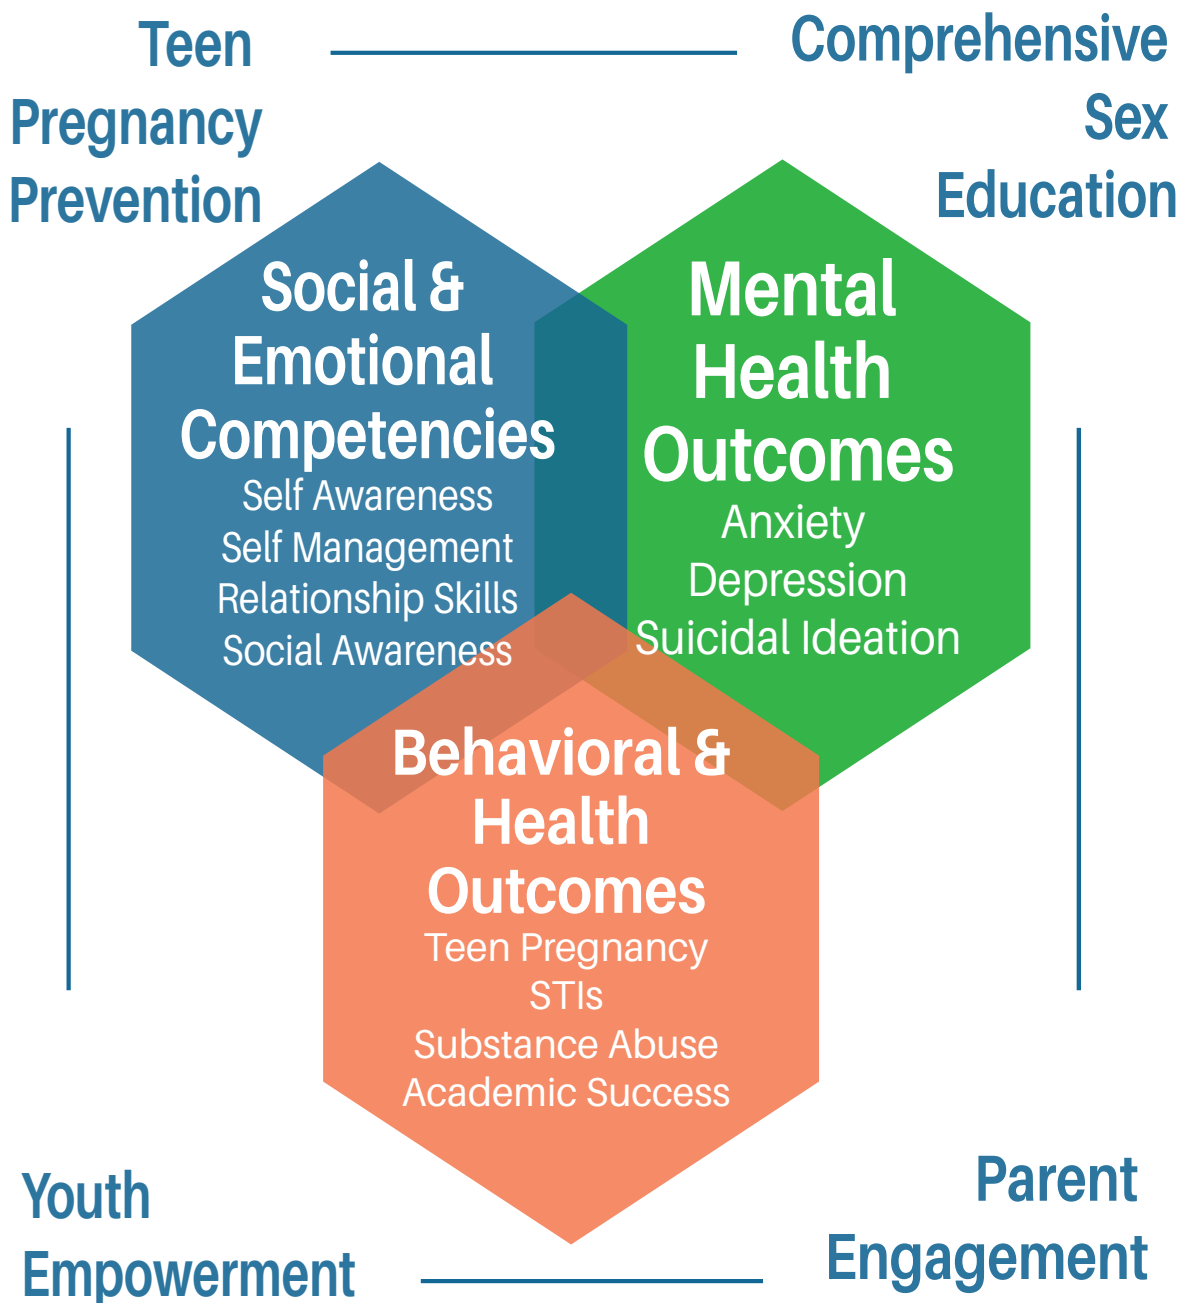 Teen
Pregnancy
Prevention
Comprehensive
Sex
Education
Social &
Emotional
Competencies
Self Awareness
Self Management
Relationship Skills
Social Awareness
Mental
Health
Outcomes
Anxiety
Depression
Suicidal Ideation
Behavioral &
Health
Outcomes
Teen Pregnancy
STIs
Substance Abuse
Academic Success
Youth
Empowerment
Parent
Engagement